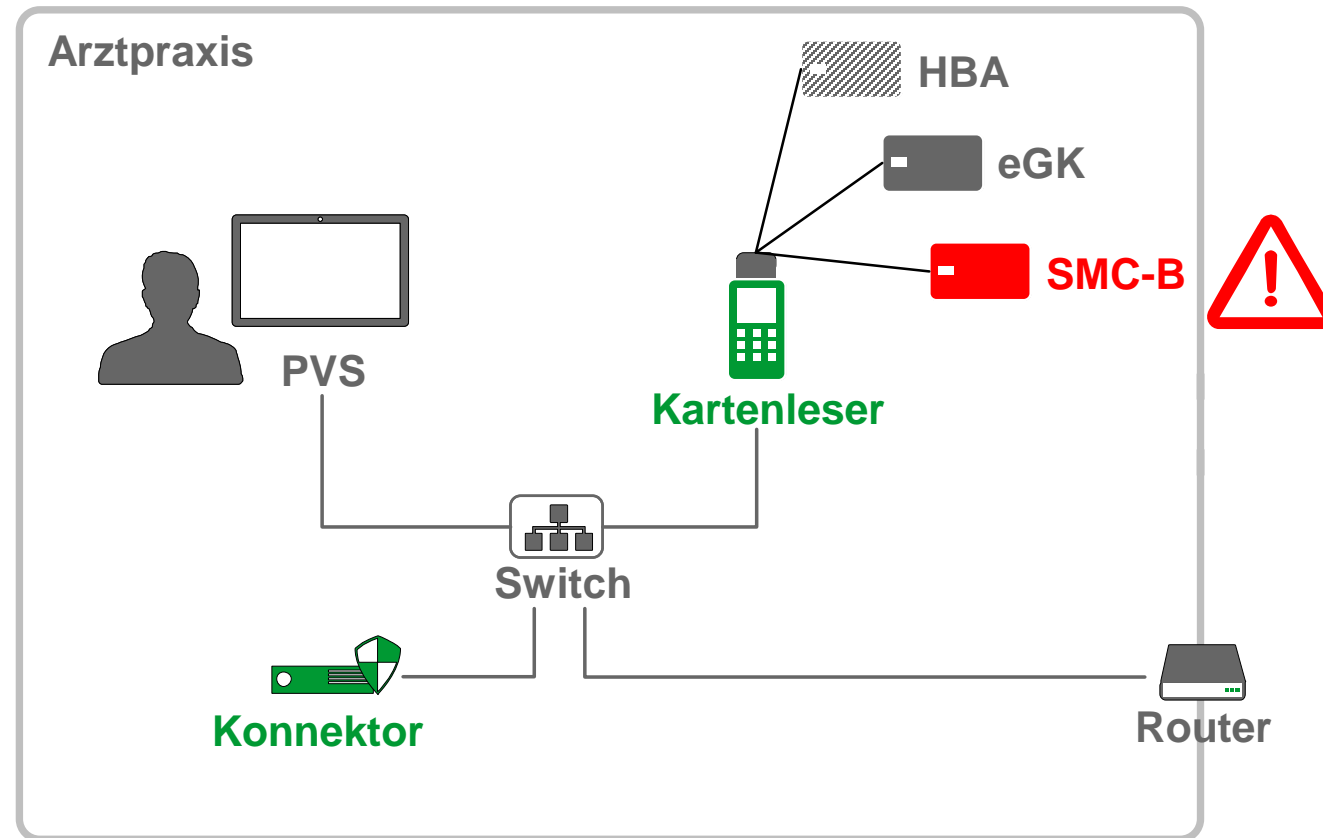 Arztpraxis
HBA
eGK
SMC-B
PVS
Kartenleser
Switch
Konnektor
Router